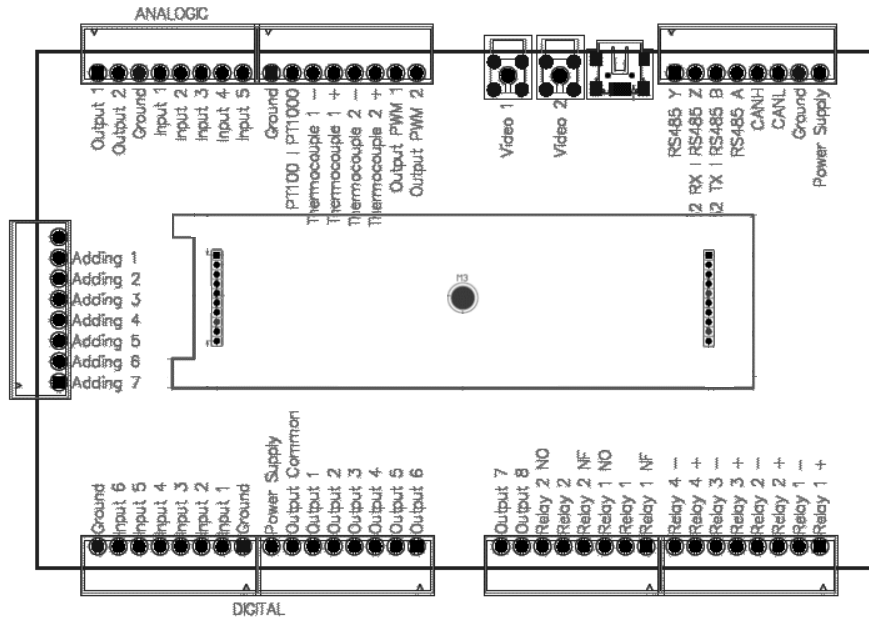 ANALOGIC
Output 1
Output 2
Ground
Input 1
Input 2
Input 3
Input 4
Input 5
Ground
PT100 | PT1000
Thermocouple 1 -
Thermocouple 1 +
Thermocouple 2 -
Thermocouple 2 +
Output PWM 1
Output PWM 2
Video 1
Video 2
RS485 Y
2 RX | RS485 Z
2 TX | RS485 B
RS485 A
CANH
CANL
Ground
Power Supply
Adding 1
Adding 2
Adding 3
Adding 4
Adding 5
Adding 6
Adding 7
M3
Ground
Input 6
Input 5
Input 4
Input 3
Input 2
Input 1
Ground
Power Supply
Output Common
Output 1
Output 2
Output 3
Output 4
Output 5
Output 6
Output 7
Output 8
Relay 2 NO
Relay 2
Relay 2 NF
Relay 1 NO
Relay 1
Relay 1 NF
Relay 4 -
Relay 4 +
Relay 3 -
Relay 3 +
Relay 2 -
Relay 2 +
Relay 1 -
Relay 1 +
DIGITAL